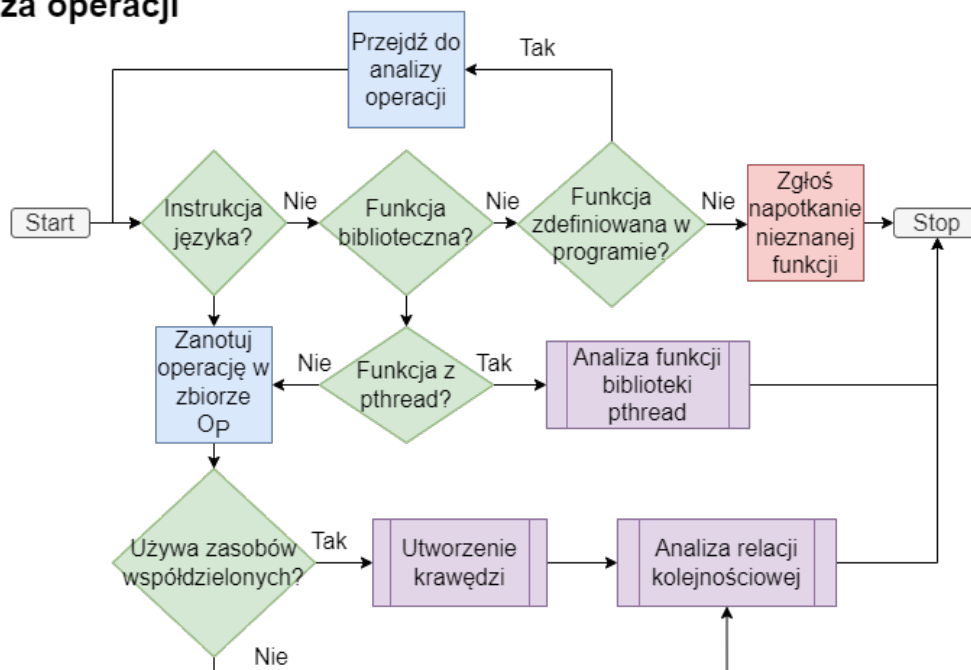 za operacji
Przejdź do
analizy
operacji
Tak
Start
Instrukcja
języka?
Nie
Funkcja
biblioteczna?
Nie
Funkcja
zdefiniowana w
programie?
Nie
Zgłoś
napotkanie
nieznanej
funkcji
Stop
Zanotuj
operację w
zbiorze
OP
Nie
Funkcja z
pthread?
Tak
Analiza funkcji
biblioteki
pthread
Używa zasobów
współdzielonych?
Tak
Utworzenie
krawędzi
Analiza relacji
kolejnościowej
Nie